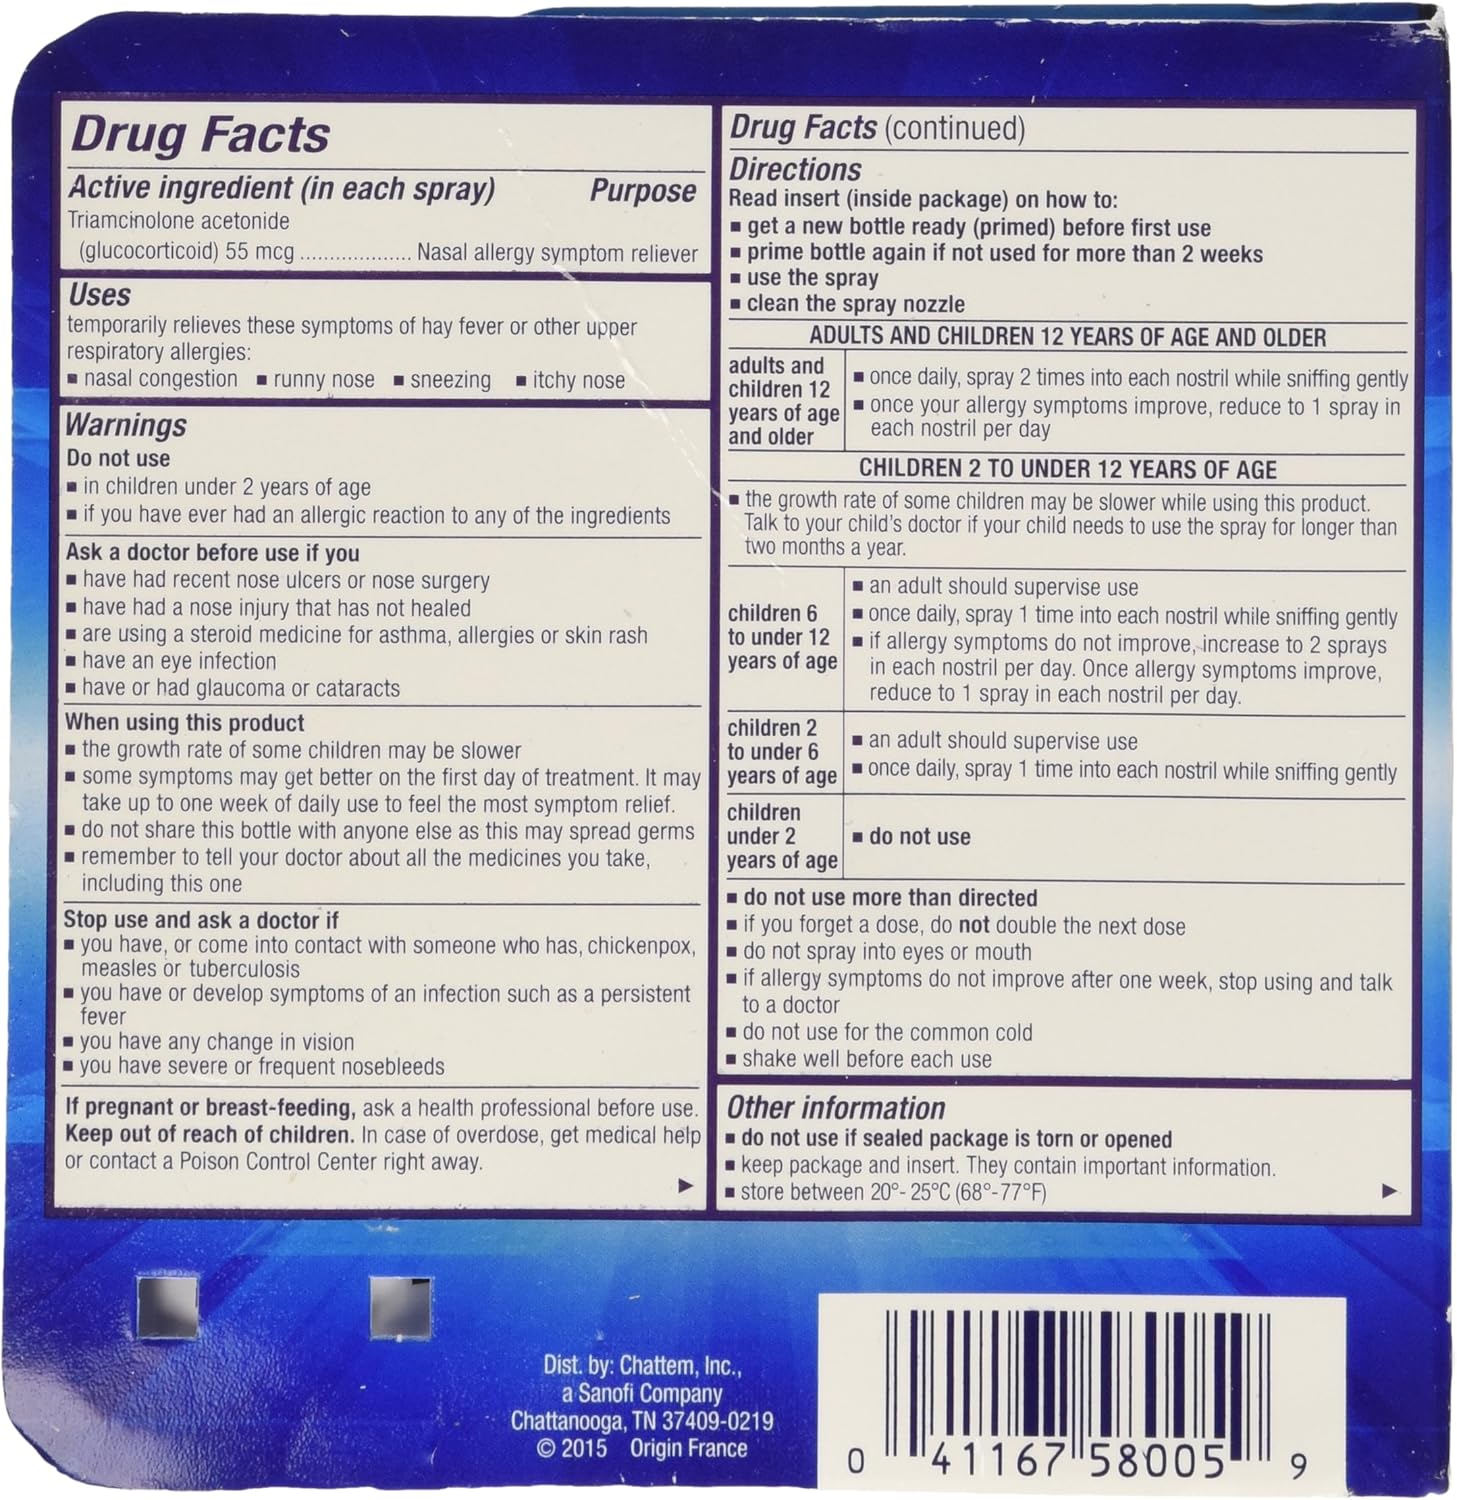 Drug Facts
Active ingredient (in each spray) Purpose
Triamcinolone acetonide
(glucocorticoid) 55 mcg ................... Nasal allergy symptom reliever
Uses
temporarily relieves these symptoms of hay fever or other upper
respiratory allergies:
▪ nasal congestion ▪ runny nose ▪ sneezing ▪ itchy nose
Warnings
Do not use
▪ in children under 2 years of age
▪ if you have ever had an allergic reaction to any of the ingredients
Ask a doctor before use if you
▪ have had recent nose ulcers or nose surgery
▪ have had a nose injury that has not healed
▪ are using a steroid medicine for asthma, allergies or skin rash
▪ have an eye infection
▪ have or had glaucoma or cataracts
When using this product
▪ the growth rate of some children may be slower
▪ some symptoms may get better on the first day of treatment. It may
take up to one week of daily use to feel the most symptom relief.
▪ do not share this bottle with anyone else as this may spread germs
▪ remember to tell your doctor about all the medicines you take,
including this one
Stop use and ask a doctor if
▪ you have, or come into contact with someone who has, chickenpox,
measles or tuberculosis
▪ you have or develop symptoms of an infection such as a persistent
fever
▪ you have any change in vision
▪ you have severe or frequent nosebleeds
If pregnant or breast-feeding, ask a health professional before use.
Keep out of reach of children. In case of overdose, get medical help
or contact a Poison Control Center right away.
►
Drug Facts (continued)
Directions
Read insert (inside package) on how to:
▪ get a new bottle ready (primed) before first use
▪ prime bottle again if not used for more than 2 weeks
▪ use the spray
▪ clean the spray nozzle
ADULTS AND CHILDREN 12 YEARS OF AGE AND OLDER
adults and
children 12
years of age
and older
▪ once daily, spray 2 times into each nostril while sniffing gently
▪ once your allergy symptoms improve, reduce to 1 spray in
each nostril per day
CHILDREN 2 TO UNDER 12 YEARS OF AGE
▪ the growth rate of some children may be slower while using this product.
Talk to your child's doctor if your child needs to use the spray for longer than
two months a year.
children 6
to under 12
years of age
▪ an adult should supervise use
▪ once daily, spray 1 time into each nostril while sniffing gently
▪ if allergy symptoms do not improve, increase to 2 sprays
in each nostril per day. Once allergy symptoms improve,
reduce to 1 spray in each nostril per day.
children 2
to under 6
years of age
▪ an adult should supervise use
▪ once daily, spray 1 time into each nostril while sniffing gently
children
under 2
years of age
▪ do not use
▪ do not use more than directed
▪ if you forget a dose, do not double the next dose
▪ do not spray into eyes or mouth
▪ if allergy symptoms do not improve after one week, stop using and talk
to a doctor
▪ do not use for the common cold
▪ shake well before each use
Other information
▪ do not use if sealed package is torn or opened
▪ keep package and insert. They contain important information.
▪ store between 20°- 25°C (68°-77°F)
►
Dist. by: Chattem, Inc.,
a Sanofi Company
Chattanooga, TN 37409-0219
© 2015 Origin France
0 41167 58005 9